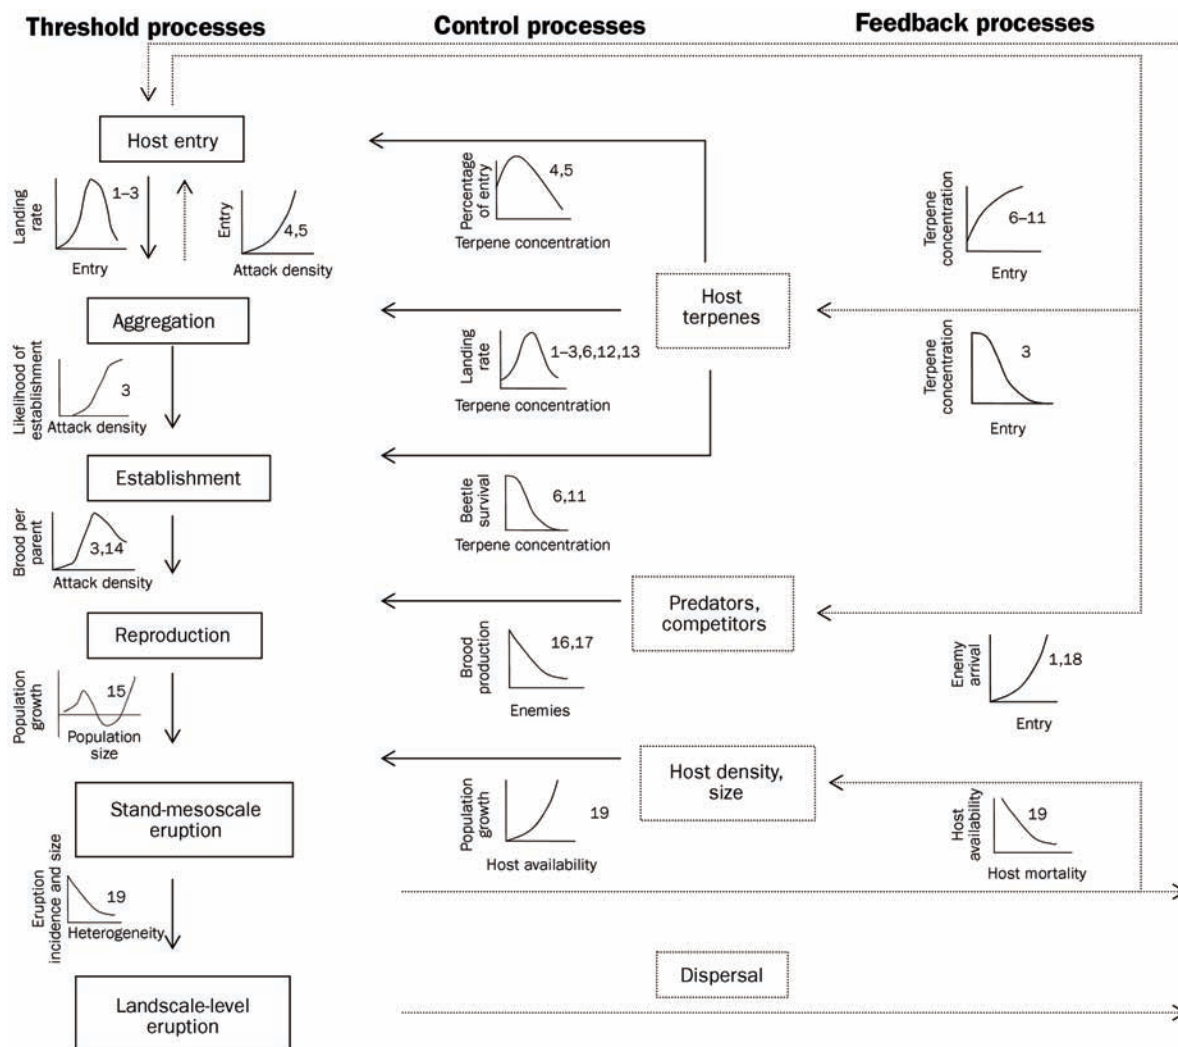 Threshold processes
Control processes
Feedback processes
Host entry
Landing
rate
1–3
Entry
Entry
4,5
Attack density
Percentage
of entry
4,5
Terpene concentration
Terpene
concentration
6–11
Entry
Aggregation
Host
terpenes
Likelihood of
establishment
3
Attack density
Landing
rate
1–3,6,12,13
Terpene concentration
Terpene
concentration
3
Entry
Establishment
Brood per
parent
3,14
Attack density
Beetle
survival
6,11
Terpene concentration
Reproduction
Predators,
competitors
Population
growth
15
Population
size
Brood
production
16,17
Enemies
Enemy
arrival
1,18
Entry
Stand-mesoscale
eruption
Host density,
size
Population
growth
19
Host availability
Host
availability
19
Host mortality
Eruption
incidence and size
19
Heterogeneity
Dispersal
Landscale-level
eruption